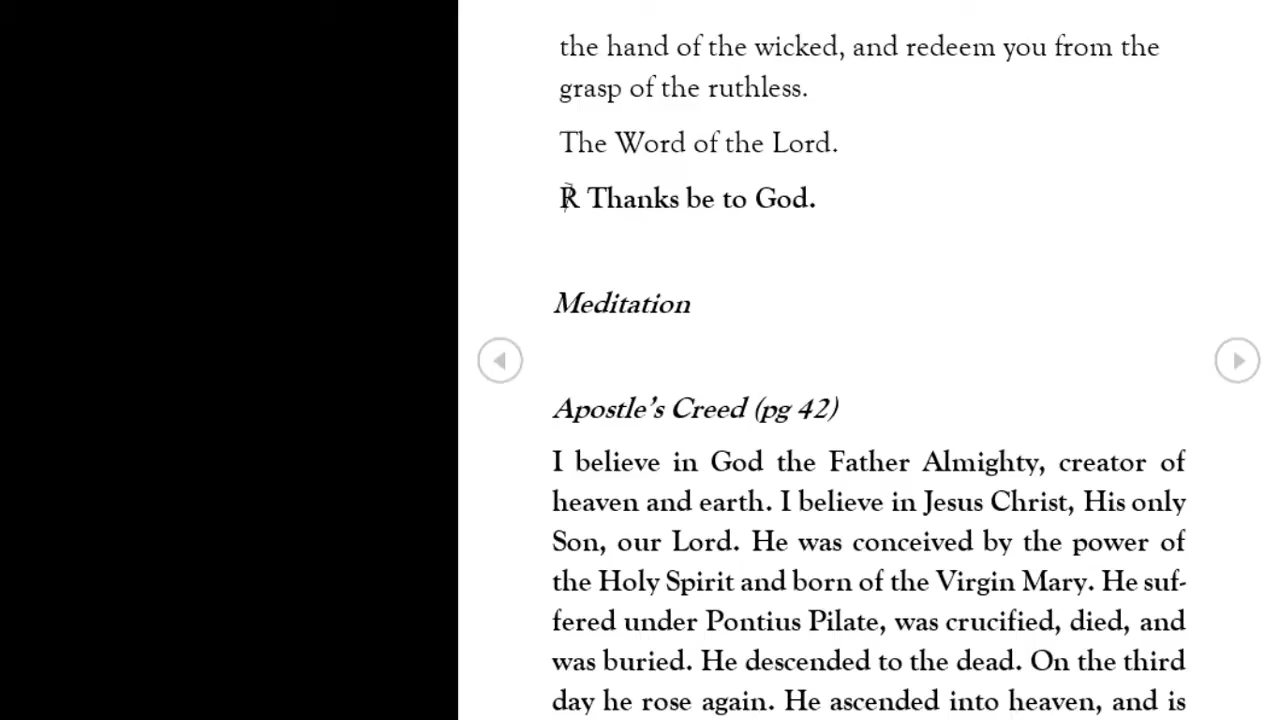 the hand of the wicked, and redeem you from the
grasp of the ruthless.
The Word of the Lord.
℟ Thanks be to God.
Meditation
Apostle’s Creed (pg 42)
I believe in God the Father Almighty, creator of
heaven and earth. I believe in Jesus Christ, His only
Son, our Lord. He was conceived by the power of
the Holy Spirit and born of the Virgin Mary. He suf-
fered under Pontius Pilate, was crucified, died, and
was buried. He descended to the dead. On the third
day he rose again. He ascended into heaven, and is